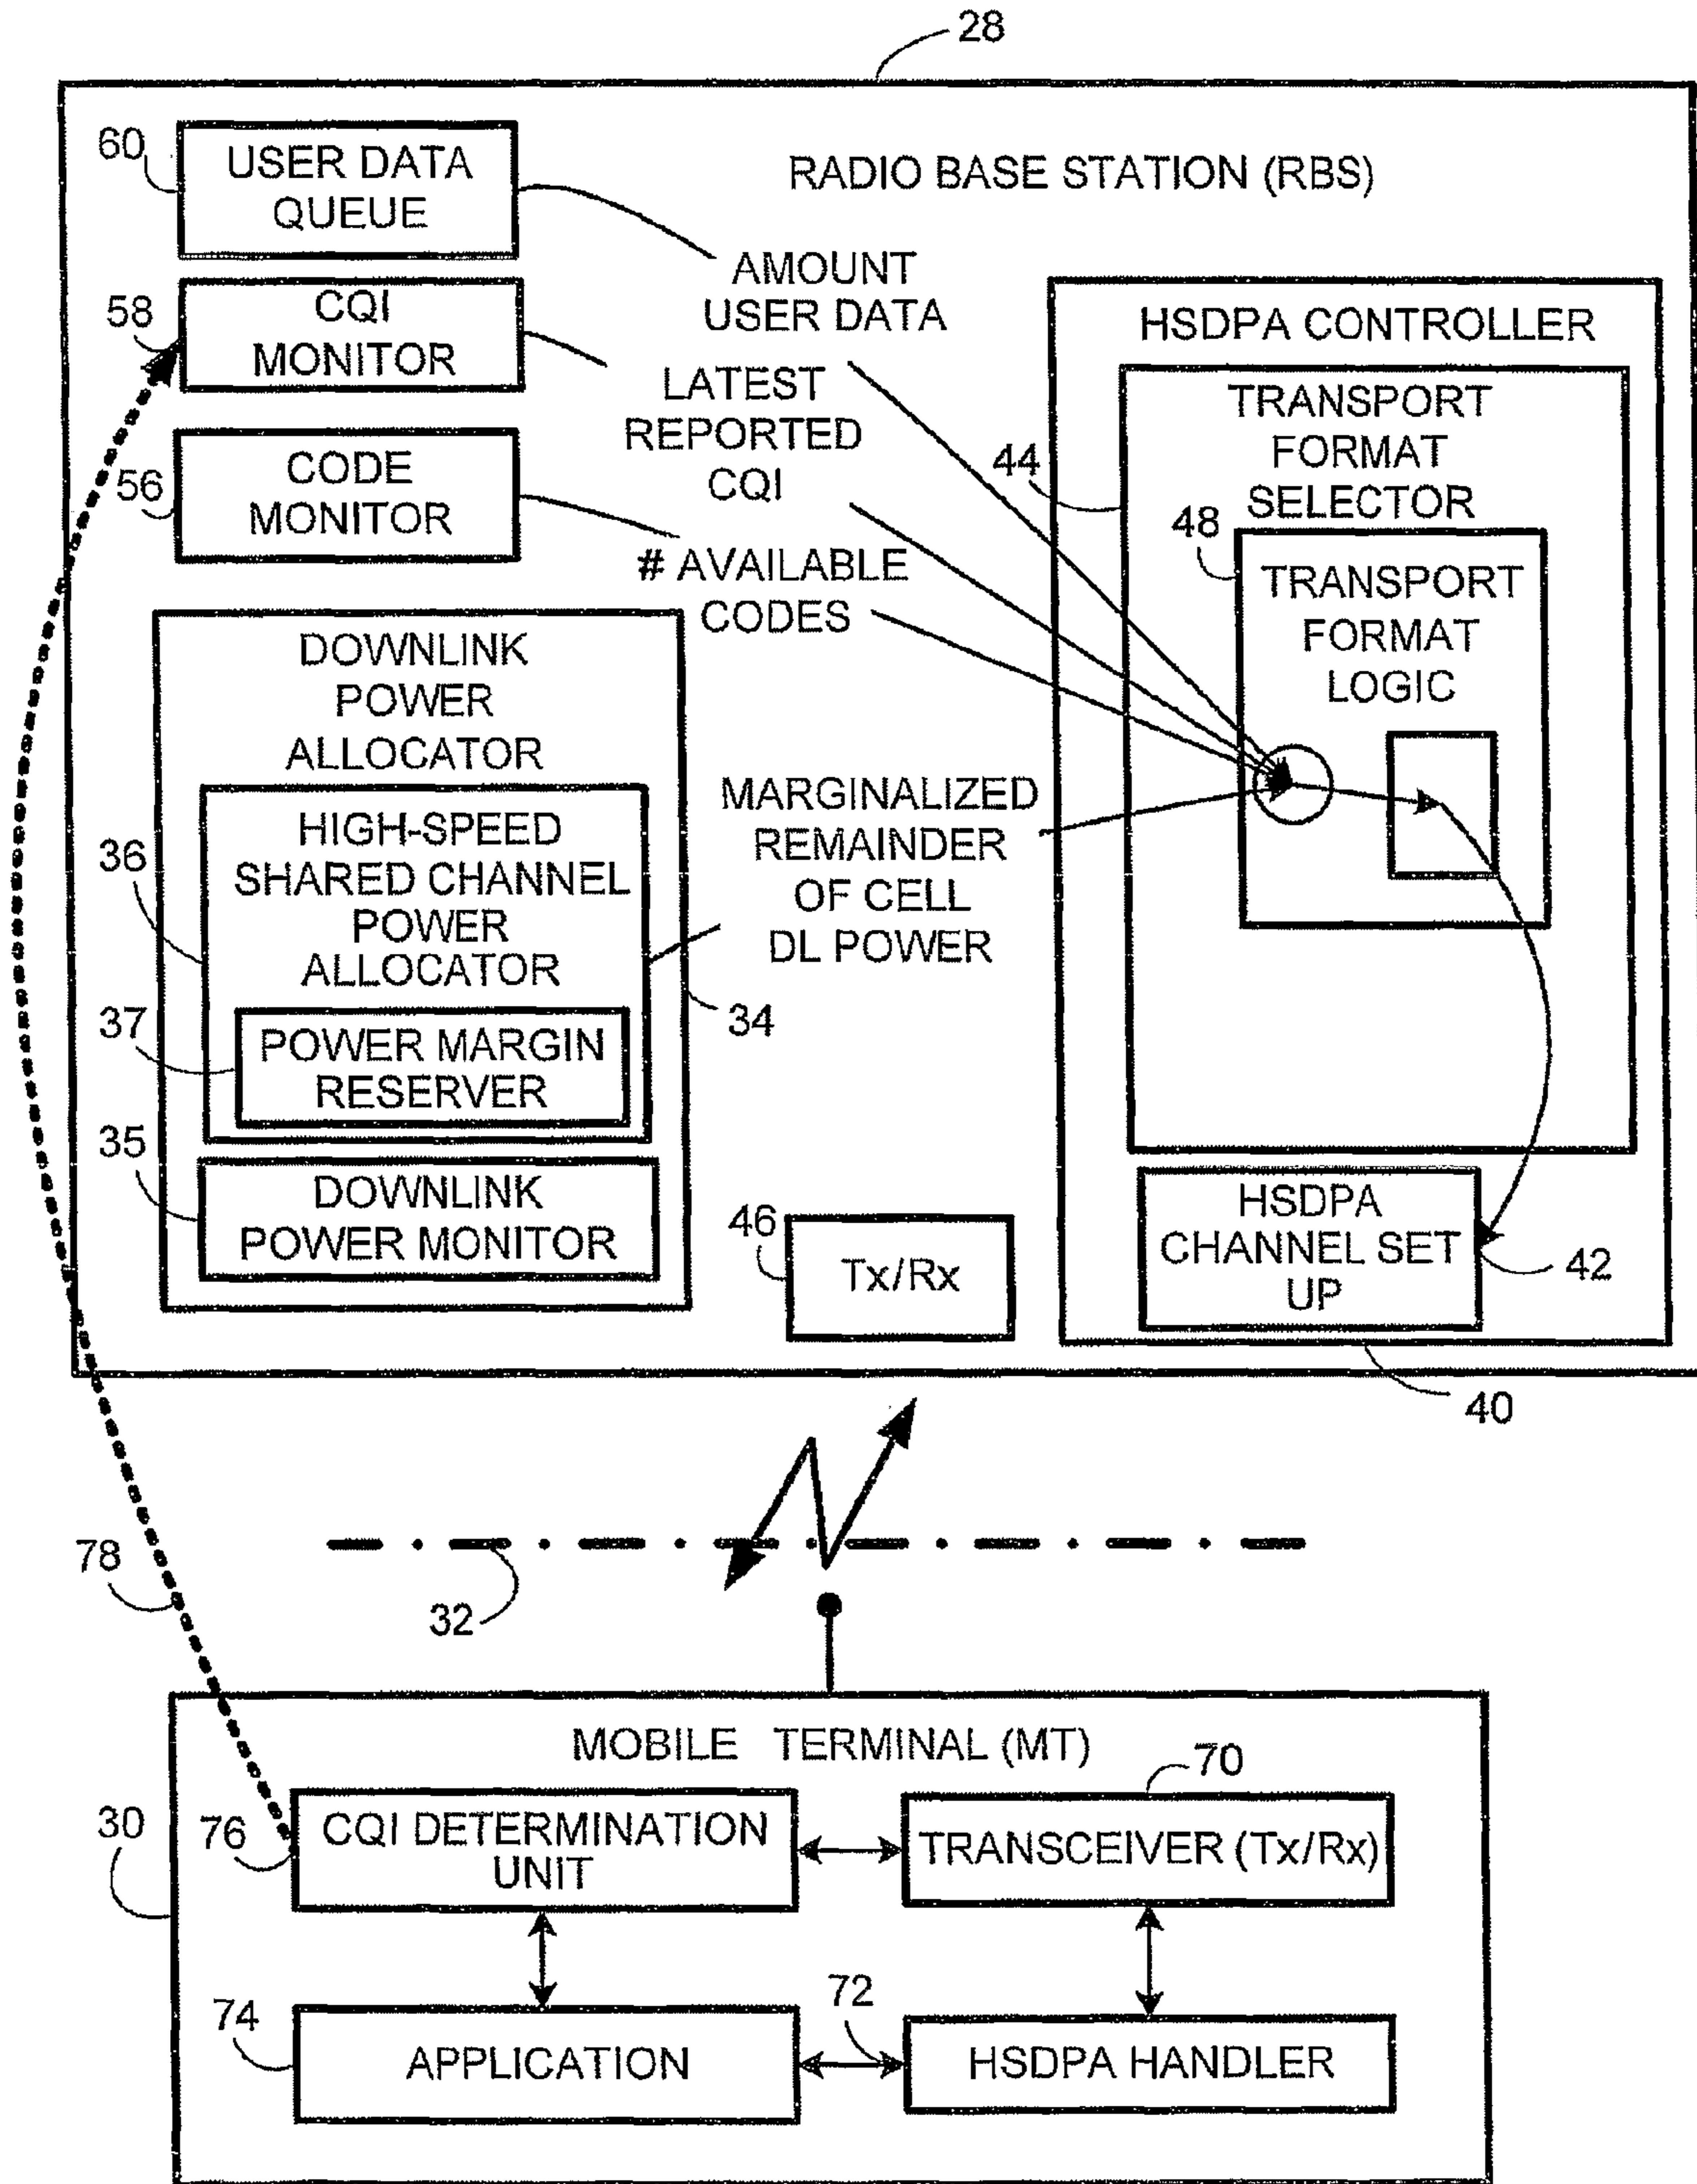 28
60
USER DATA
QUEUE
RADIO BASE STATION (RBS)
AMOUNT
USER DATA
58
CQI
MONITOR
LATEST
REPORTED
CQI
56
CODE
MONITOR
# AVAILABLE
CODES
HSDPA CONTROLLER
44
TRANSPORT
FORMAT
SELECTOR
48
TRANSPORT
FORMAT
LOGIC
DOWNLINK
POWER
ALLOCATOR
36
HIGH-SPEED
SHARED CHANNEL
POWER
ALLOCATOR
MARGINALIZED
REMAINDER
OF CELL
DL POWER
34
37
POWER MARGIN
RESERVER
35
DOWNLINK
POWER MONITOR
46
Tx/Rx
HSDPA
CHANNEL SET
UP
42
40
78
32
MOBILE TERMINAL (MT)
30
76
CQI DETERMINATION
UNIT
70
TRANSCEIVER (Tx/Rx)
74
APPLICATION
72
HSDPA HANDLER